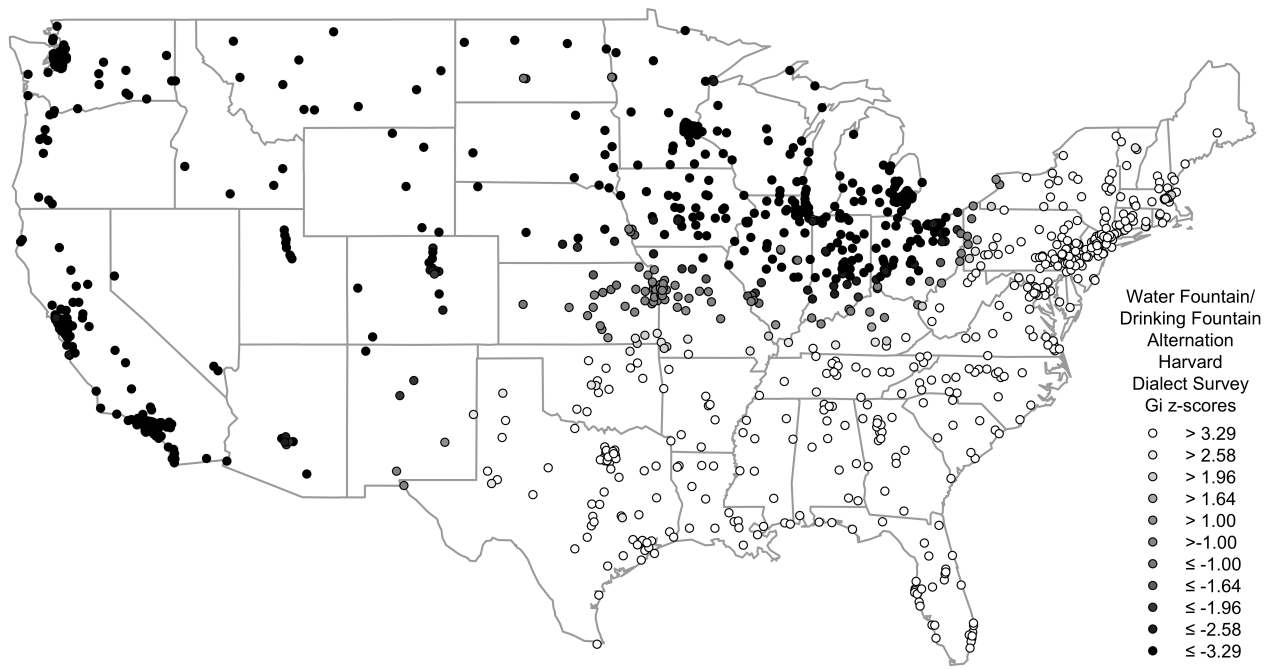 Water Fountain/
Drinking Fountain
Alternation
Harvard
Dialect Survey
Gi z-scores
> 3.29
> 2.58
> 1.96
> 1.64
> 1.00
>-1.00
≤ -1.00
≤ -1.64
≤ -1.96
≤ -2.58
≤ -3.29